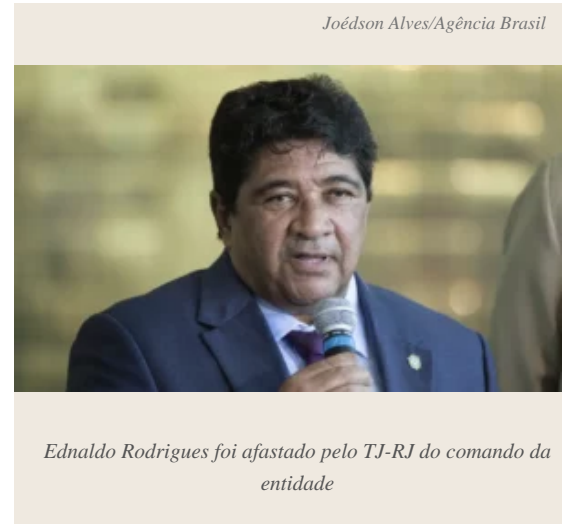 Joédson Alves/Agência Brasil
Ednaldo Rodrigues foi afastado pelo TJ-RJ do comando da
entidade